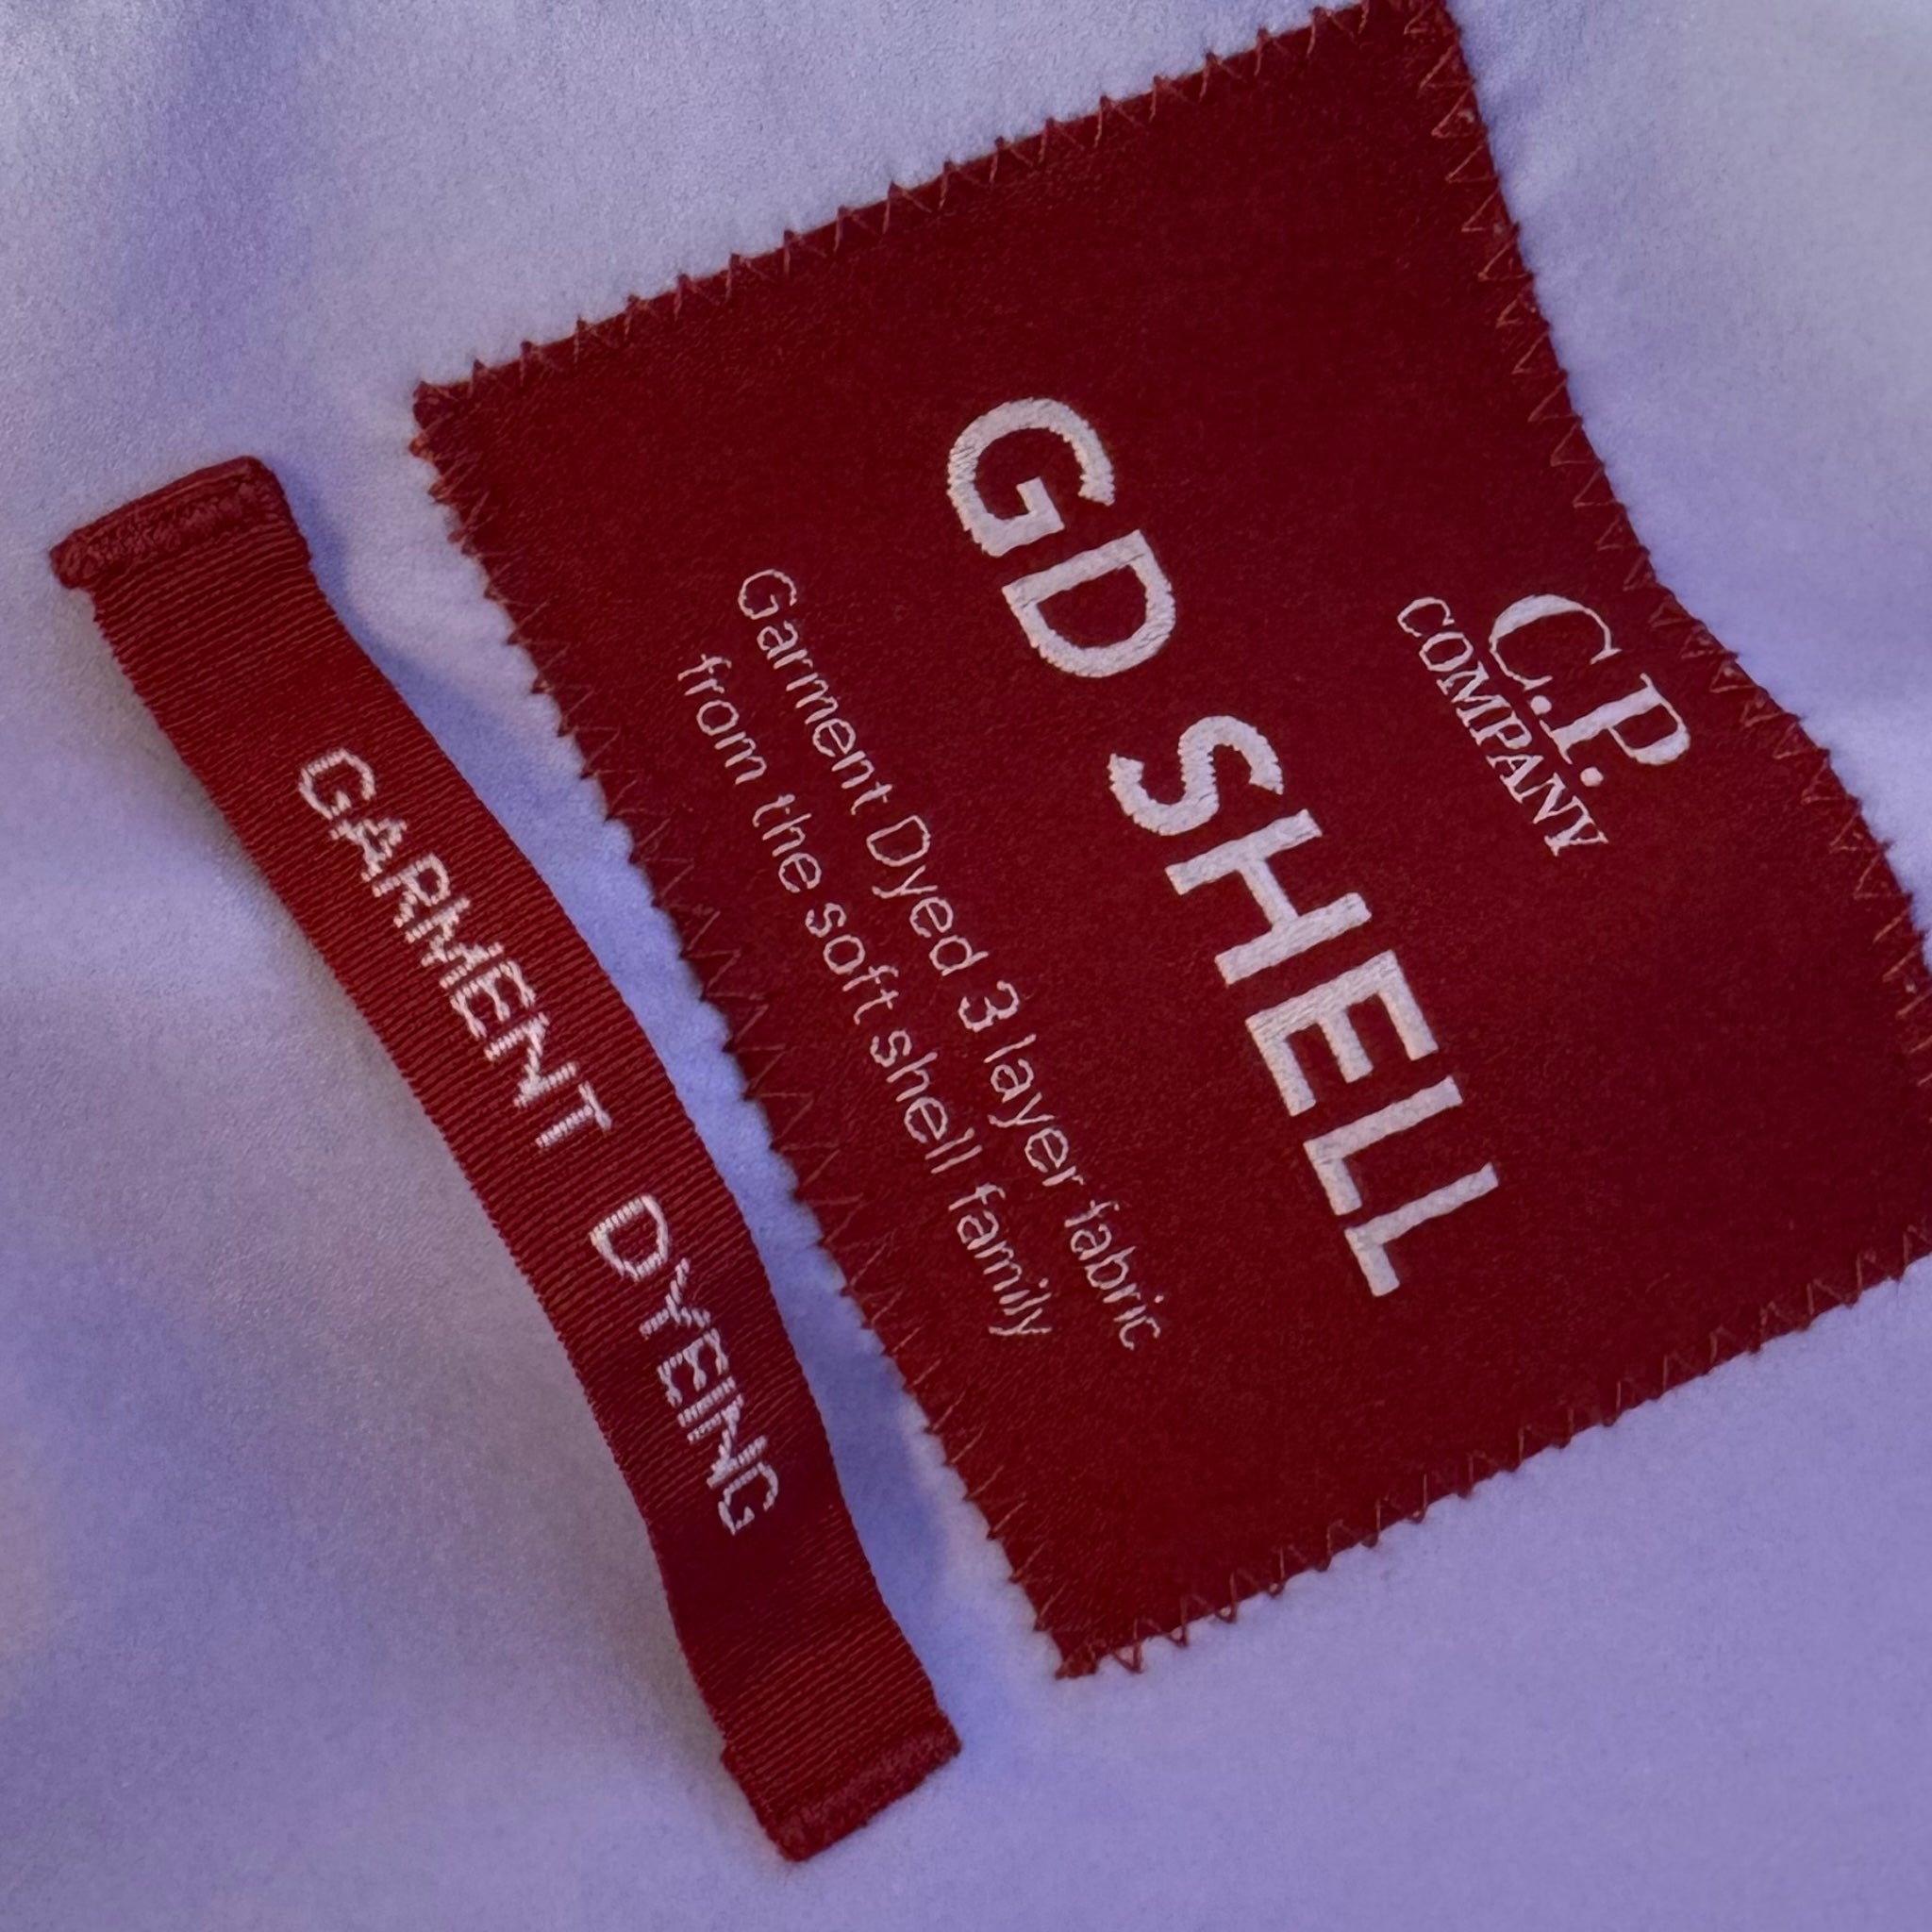 C.P.
COMPANY
GD SHELL
Garment Dyed 3 layer fabric
from the soft shell family
GARMENT DYEING